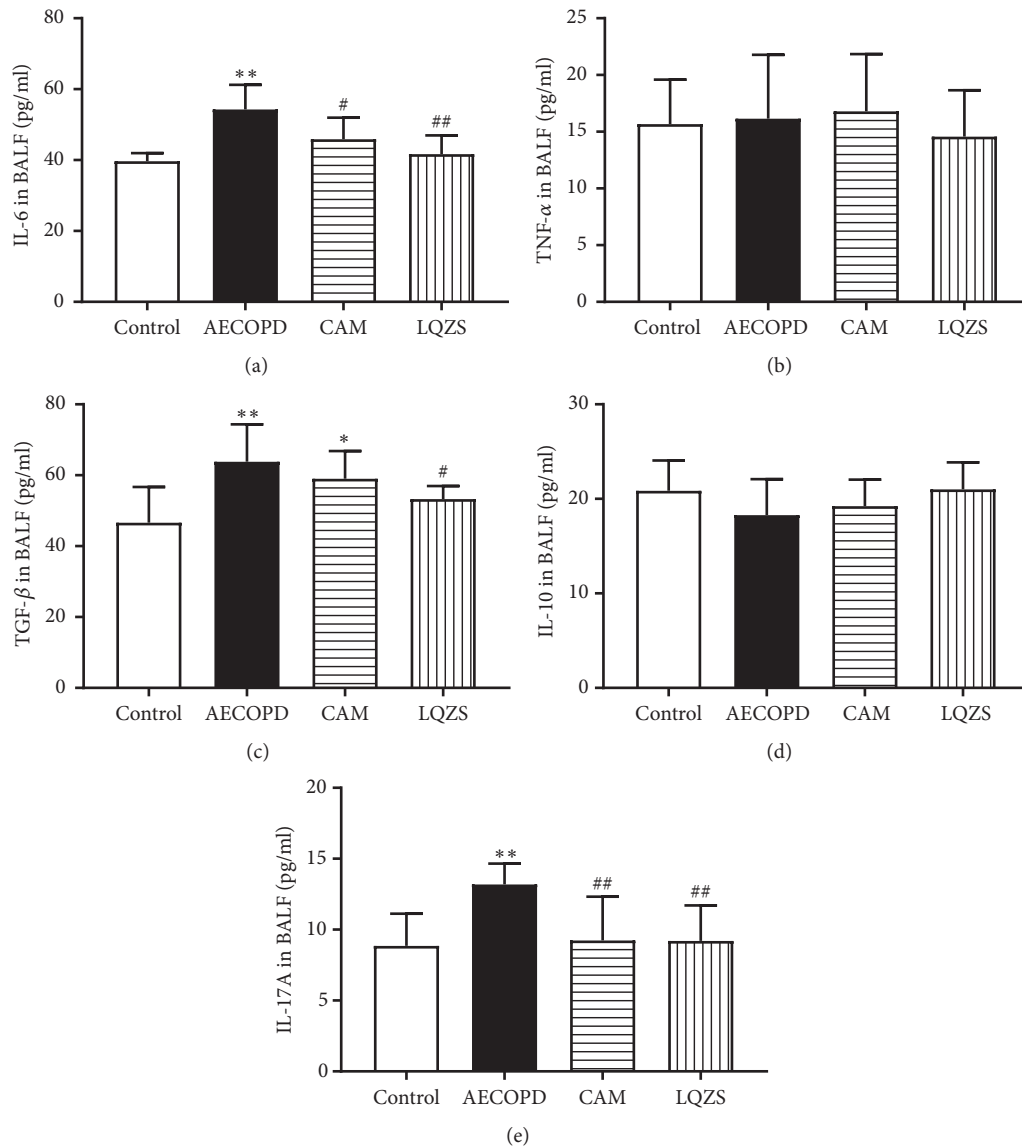 IL-6 in BALF (pg/ml)
80
60
40
20
0
**
#
##
Control
AECOPD
CAM
LQZS
(a)
TNF-α in BALF (pg/ml)
25
20
15
10
5
0
Control
AECOPD
CAM
LQZS
(b)
TGF-β in BALF (pg/ml)
80
60
40
20
0
**
*
#
Control
AECOPD
CAM
LQZS
(c)
IL-10 in BALF (pg/ml)
30
20
10
0
Control
AECOPD
CAM
LQZS
(d)
IL-17A in BALF (pg/ml)
20
15
10
5
0
**
##
##
Control
AECOPD
CAM
LQZS
(e)